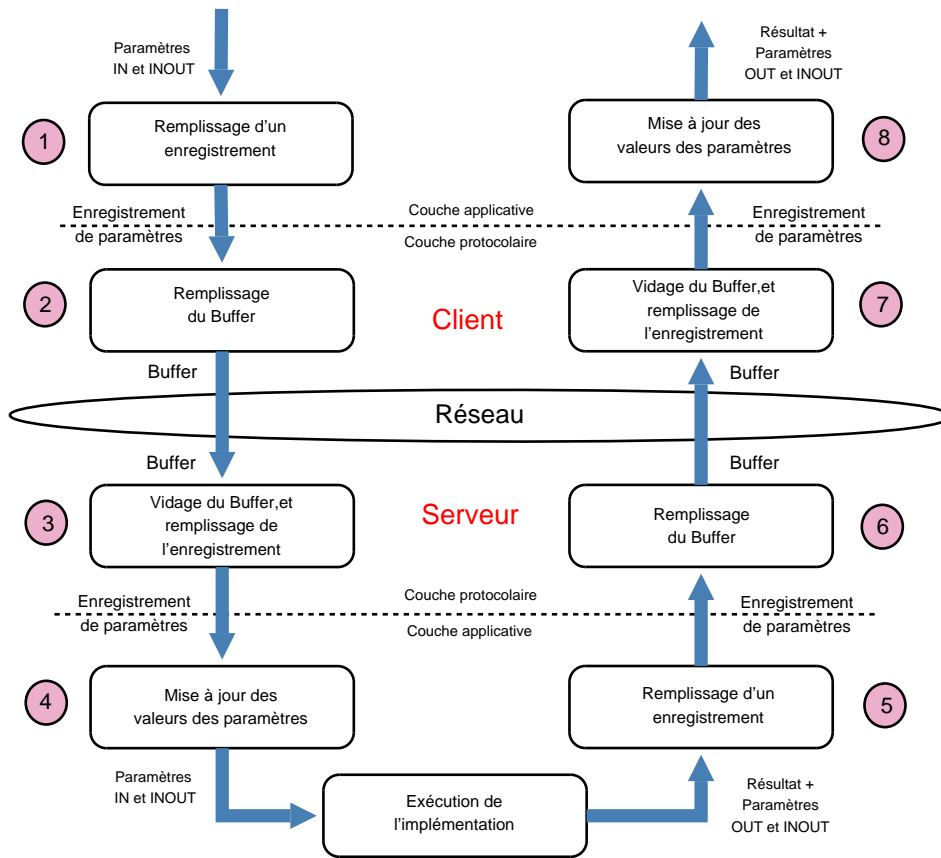 Paramètres
IN et INOUT
Résultat +
Paramètres
OUT et INOUT
1
Remplissage d'un
enregistrement
Mise à jour des
valeurs des paramètres
8
Enregistrement
de paramètres
Couche applicative
Couche protocolaire
Enregistrement
de paramètres
2
Remplissage
du Buffer
Client
Vidage du Buffer,et
remplissage de
l'enregistrement
7
Buffer
Buffer
Réseau
Buffer
Buffer
3
Vidage du Buffer,et
remplissage de
l'enregistrement
Serveur
Remplissage
du Buffer
6
Enregistrement
de paramètres
Couche protocolaire
Couche applicative
Enregistrement
de paramètres
4
Mise à jour des
valeurs des paramètres
Remplissage d'un
enregistrement
5
Paramètres
IN et INOUT
Exécution de
l'implémentation
Résultat +
Paramètres
OUT et INOUT